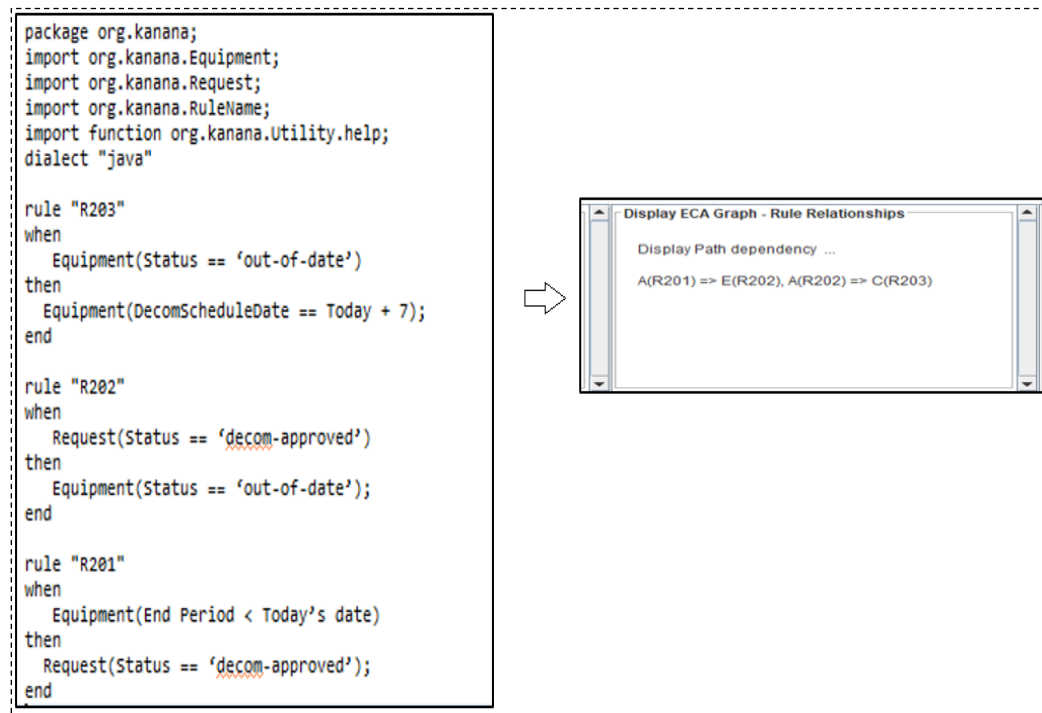 package org.kanana;
import org.kanana.Equipment;
import org.kanana.Request;
import org.kanana.RuleName;
import function org.kanana.Utility.help;
dialect "java"
rule "R203"
when
Equipment(Status == ‘out-of-date’)
then
Equipment(DecomScheduleDate == Today + 7);
end
rule "R202"
when
Request(Status == ‘decom-approved’)
then
Equipment(Status == ‘out-of-date’);
end
rule "R201"
when
Equipment(End Period < Today’s date)
then
Request(Status == ‘decom-approved’);
end
Display ECA Graph - Rule Relationships
Display Path dependency ...
A(R201) => E(R202), A(R202) => C(R203)